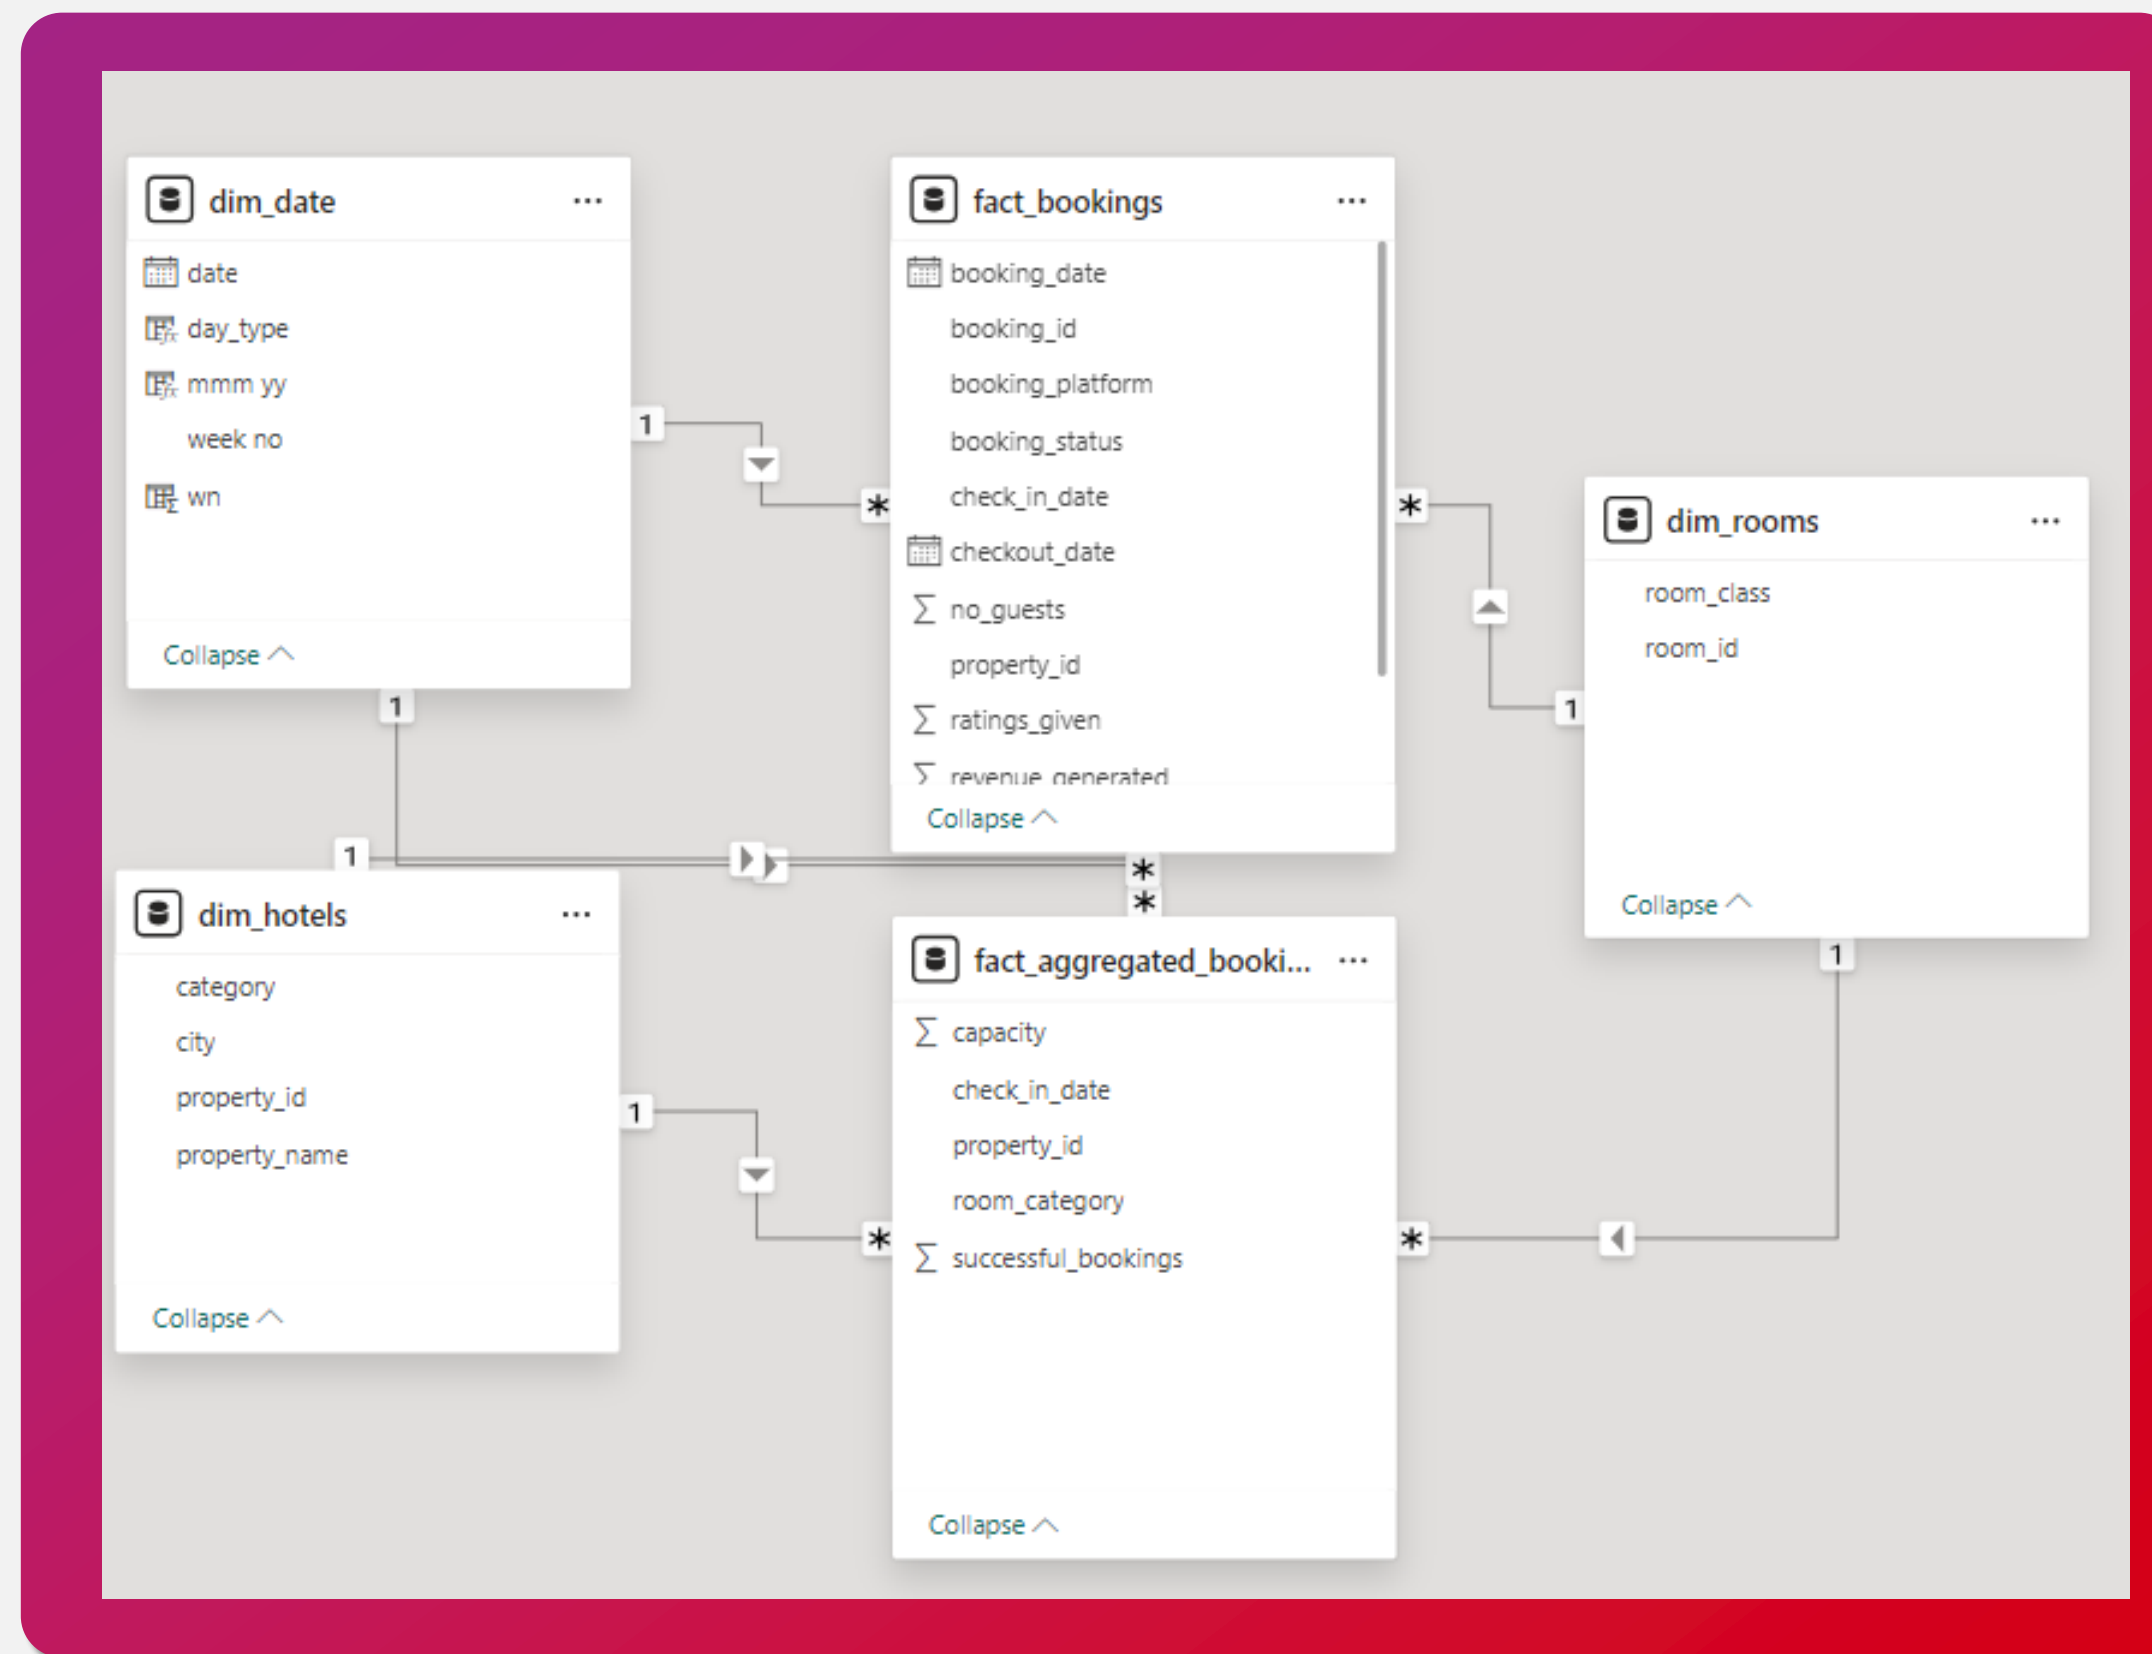 dim_date ...
date
day_type
mmm yy
week no
wn
Collapse
1
1
fact_bookings ...
booking_date
booking_id
booking_platform
booking_status
check_in_date
checkout_date
no_guests
property_id
ratings_given
revenue_generated
Collapse
*
*
*
dim_rooms ...
room_class
room_id
Collapse
1
1
dim_hotels ...
category
city
property_id
property_name
Collapse
1
1
fact_aggregated_booki... ...
capacity
check_in_date
property_id
room_category
successful_bookings
Collapse
*
*
*